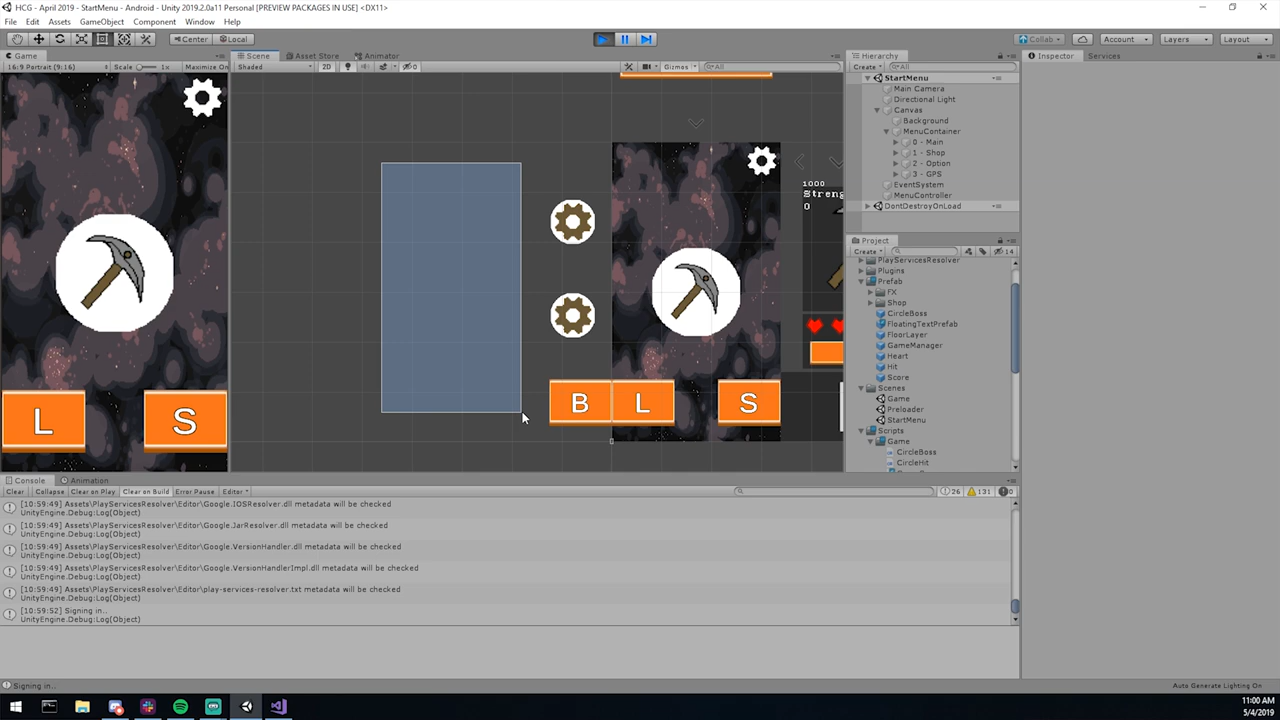 HCG - April 2019 - StartMenu - Android - Unity 2019.2.0a11 Personal [PREVIEW PACKAGES IN USE] <DX11>
File Edit Assets GameObject Component Window Help
Center Local Collab Account Layers Layout
Game Scene Asset Store Animator Hierarchy Inspector Services
16:9 Portrait (9:16) Scale 1x Maximize On Shaded 2D 0 Gizmos All Create All
StartMenu
Main Camera
Directional Light
Canvas
Background
MenuContainer
0 - Main
1 - Shop
2 - Option
3 - GPS
EventSystem
MenuController
DontDestroyOnLoad
1000
Stren
0
B L S
L S
Project
Create 14
PlayServicesResolver
Plugins
Prefab
FX
Shop
CircleBoss
FloatingTextPrefab
FloorLayer
GameManager
Heart
Hit
Score
Scenes
Game
Preloader
StartMenu
Scripts
Game
CircleBoss
CircleHit
Console Animation
Clear Collapse Clear on Play Clear on Build Error Pause Editor 26 131 0
[10:59:49] Assets\PlayServicesResolver\Editor\Google.IOSResolver.dll metadata will be checked
UnityEngine.Debug:Log(Object)
[10:59:49] Assets\PlayServicesResolver\Editor\Google.JarResolver.dll metadata will be checked
UnityEngine.Debug:Log(Object)
[10:59:49] Assets\PlayServicesResolver\Editor\Google.VersionHandler.dll metadata will be checked
UnityEngine.Debug:Log(Object)
[10:59:49] Assets\PlayServicesResolver\Editor\Google.VersionHandlerImpl.dll metadata will be checked
UnityEngine.Debug:Log(Object)
[10:59:49] Assets\PlayServicesResolver\Editor\play-services-resolver.txt metadata will be checked
UnityEngine.Debug:Log(Object)
[10:59:52] Signing in..
UnityEngine.Debug:Log(Object)
Signing in.. Auto Generate Lighting On
11:00 AM
5/4/2019